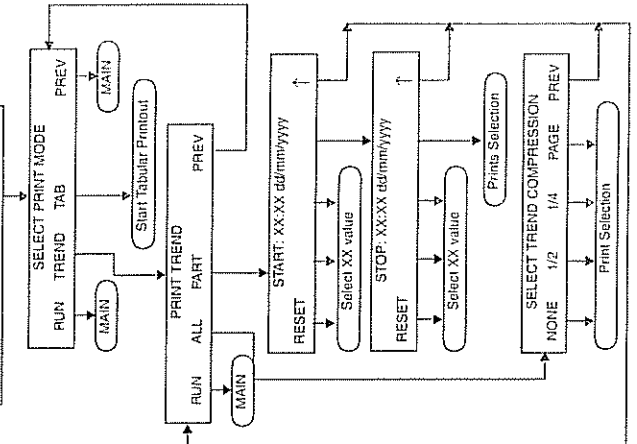 SELECT PRINT MODE
RUN TREND TAB PREV
MAIN
MAIN
Start Tabular Printout
PRINT TREND
RUN ALL PART PREV
MAIN
START: XX:XX dd/mm/yyyy
RESET ↑
Select XX value
STOP: XX:XX dd/mm/yyyy
RESET ↑
Select XX value
Prints Selection
SELECT TREND COMPRESSION
NONE 1/2 1/4 PAGE PREV
Print Selection